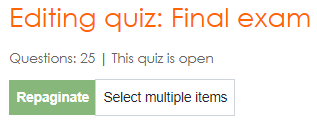 Editing quiz: Final exam
Questions: 25 | This quiz is open
Repaginate Select multiple items